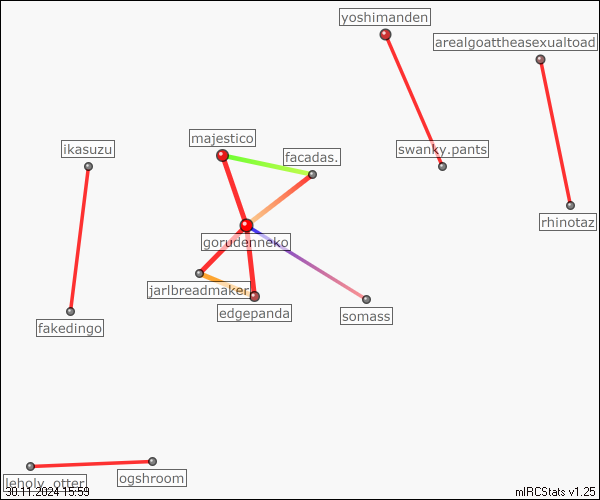 yoshimanden
arealgoattheasexualtoad
majestico
ikasuzu
facadas.
swanky.pants
rhinotaz
gorudenneko
jarlbreadmaker
edgepanda
somass
fakedingo
ogshroom
leholy_otter
30.11.2024 15:59
mIRCStats v1.25